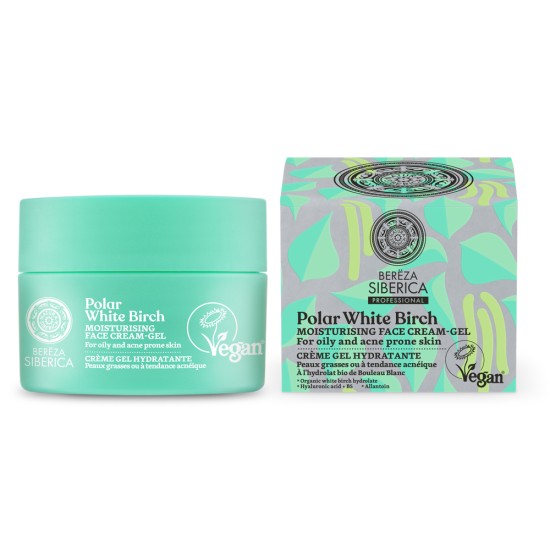 BERËZA
SIBERICA
Polar
White Birch
MOISTURISING
FACE CREAM-GEL
For oily and acne prone skin
CRÈME GEL HYDRATANTE
Peaux grasses ou à tendance acnéique
Vegan
BERËZA
SIBERICA
PROFESSIONAL
Polar White Birch
MOISTURISING FACE CREAM-GEL
For oily and acne prone skin
CRÈME GEL HYDRATANTE
Peaux grasses ou à tendance acnéique
À l'hydrolat bio de Bouleau Blanc
• Organic white birch hydrolate
• Hyaluronic acid + B5 • Allantoin
Vegan